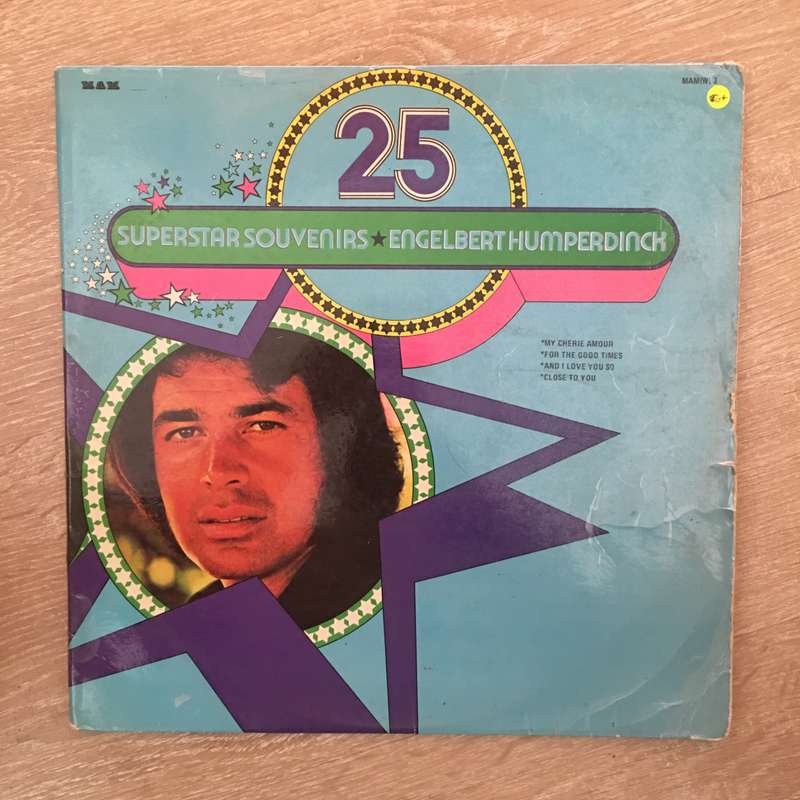 MAM
25
SUPERSTAR SOUVENIRS★ENGELBERT HUMPERDINCK
*MY CHERIE AMOUR
*FOR THE GOOD TIMES
*AND I LOVE YOU SO
*CLOSE TO YOU